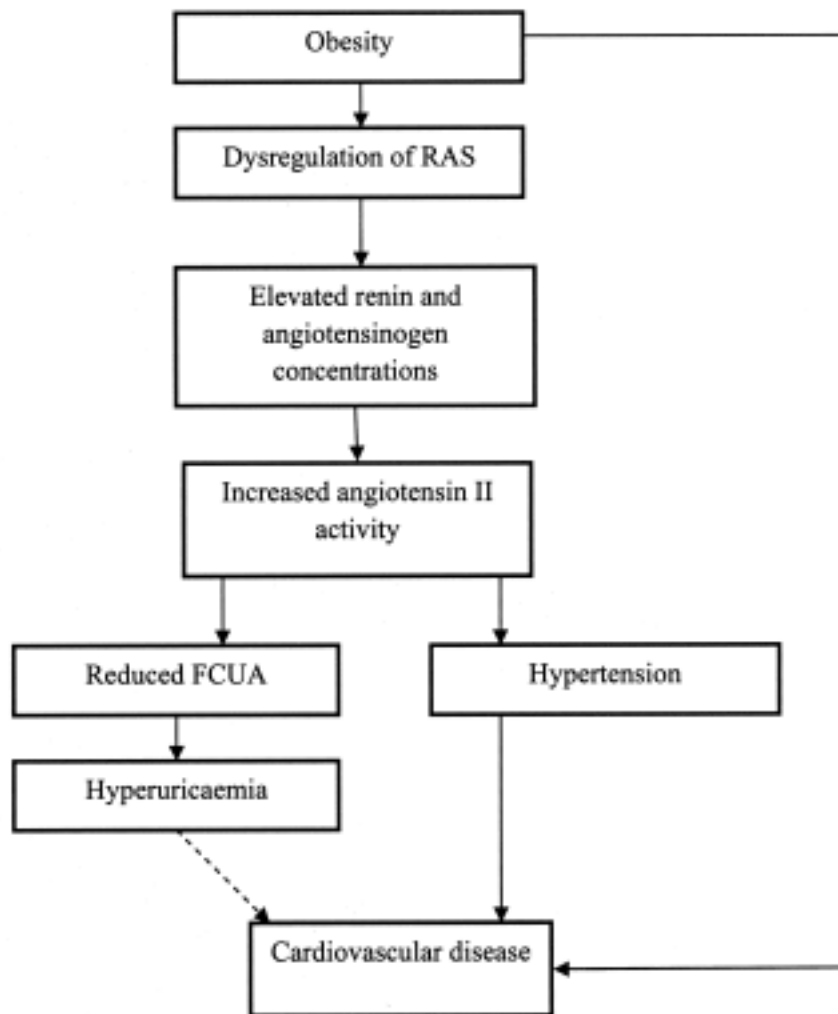 Obesity
Dysregulation of RAS
Elevated renin and
angiotensinogen
concentrations
Increased angiotensin II
activity
Reduced FCUA
Hypertension
Hyperuricaemia
Cardiovascular disease